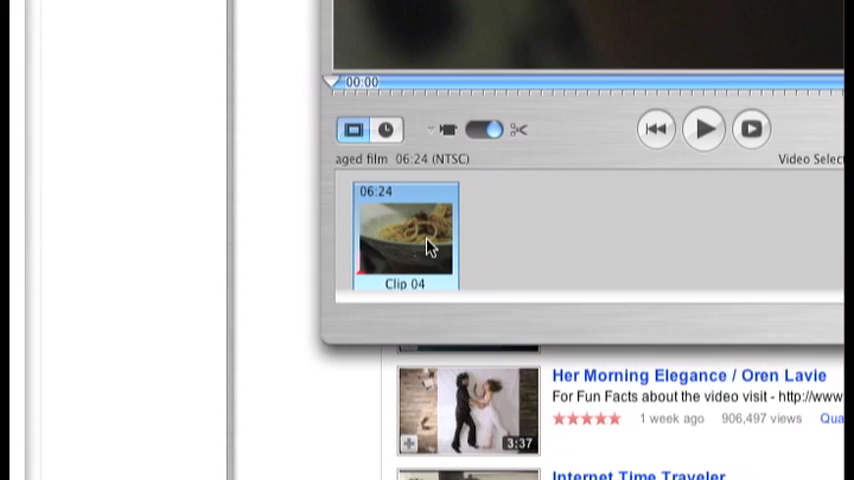 00:00
aged film 06:24 (NTSC)
Video Selec
06:24
Clip 04
Her Morning Elegance / Oren Lavie
For Fun Facts about the video visit - http://www
1 week ago 906,497 views Qua
3:37
Internet Time Traveler